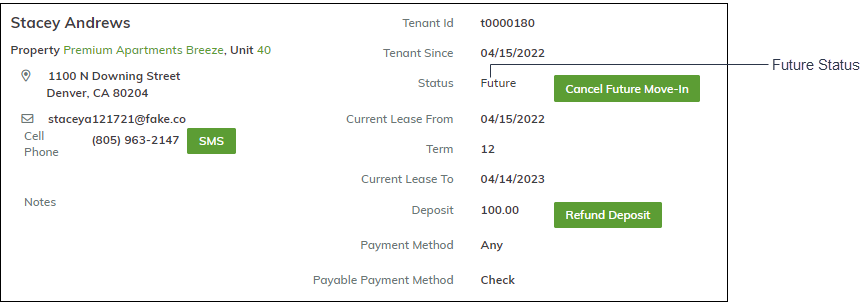 Stacey Andrews
Property Premium Apartments Breeze, Unit 40
1100 N Downing Street
Denver, CA 80204
staceya121721@fake.co
Cell Phone (805) 963-2147 SMS
Notes
Tenant Id t0000180
Tenant Since 04/15/2022
Status Future Cancel Future Move-In
Current Lease From 04/15/2022
Term 12
Current Lease To 04/14/2023
Deposit 100.00 Refund Deposit
Payment Method Any
Payable Payment Method Check
Future Status